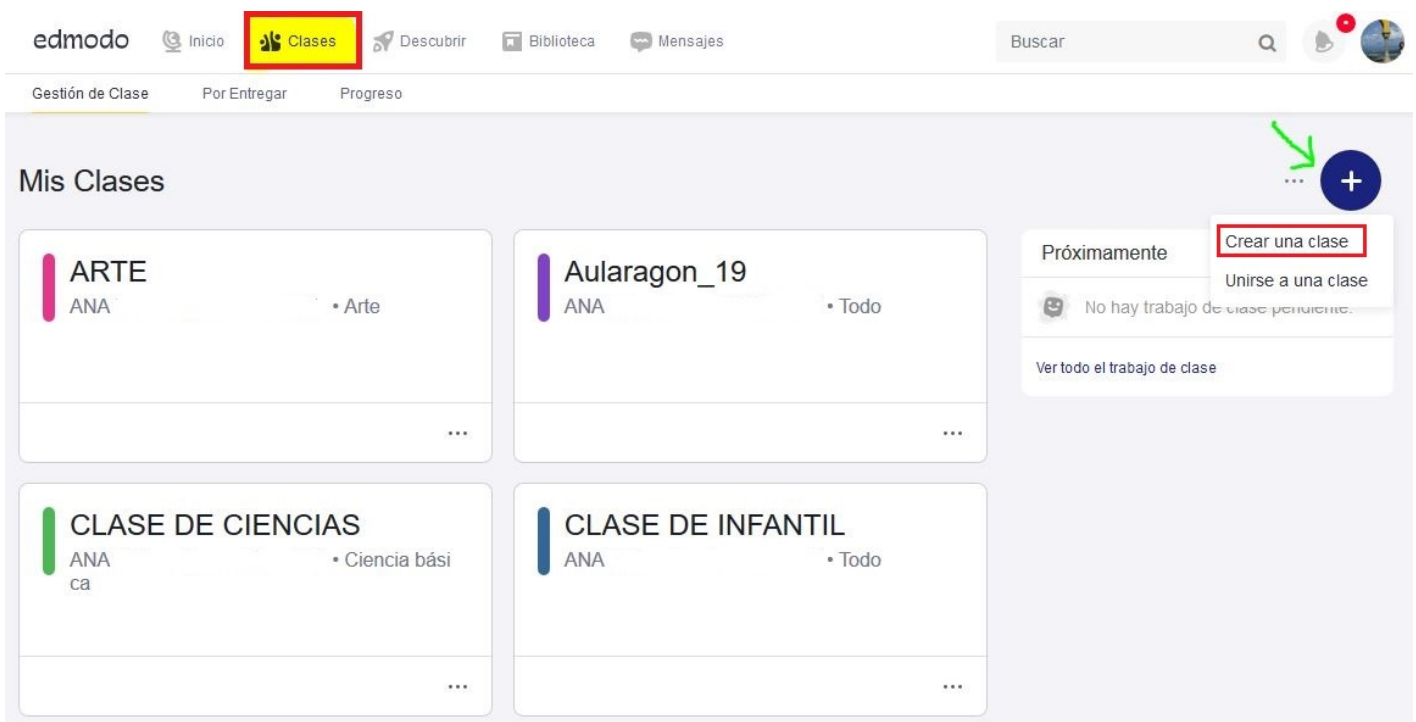 edmodo Inicio Clases Descubrir Biblioteca Mensajes Buscar
Gestión de Clase Por Entregar Progreso
Mis Clases
... +
Crear una clase
Unirse a una clase
ARTE
ANA • Arte
...
Aularagon_19
ANA • Todo
...
Próximamente
No hay trabajo de clase pendiente.
Ver todo el trabajo de clase
CLASE DE CIENCIAS
ANA • Ciencia bási
ca
...
CLASE DE INFANTIL
ANA • Todo
...